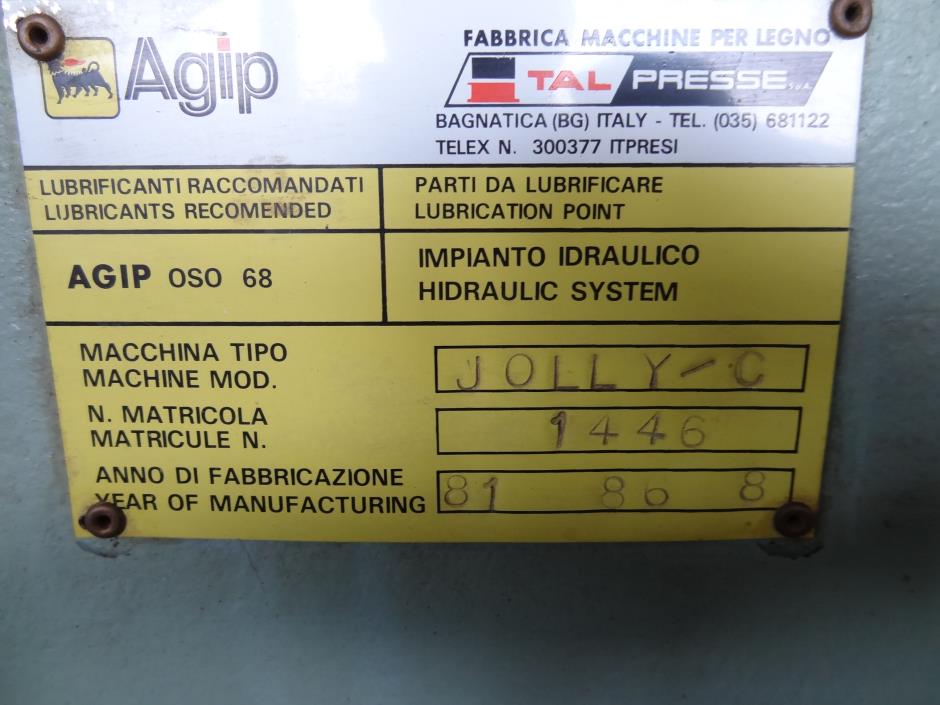 Agip
FABBRICA MACCHINE PER LEGNO
ITAL PRESSE S.p.A.
BAGNATICA (BG) ITALY - TEL. (035) 681122
TELEX N. 300377 ITPRESI
LUBRIFICANTI RACCOMANDATI
LUBRICANTS RECOMENDED
PARTI DA LUBRIFICARE
LUBRICATION POINT
AGIP OSO 68
IMPIANTO IDRAULICO
HIDRAULIC SYSTEM
MACCHINA TIPO
MACHINE MOD.
JOLLY-C
N. MATRICOLA
MATRICULE N.
1446
ANNO DI FABBRICAZIONE
YEAR OF MANUFACTURING
81 86 8